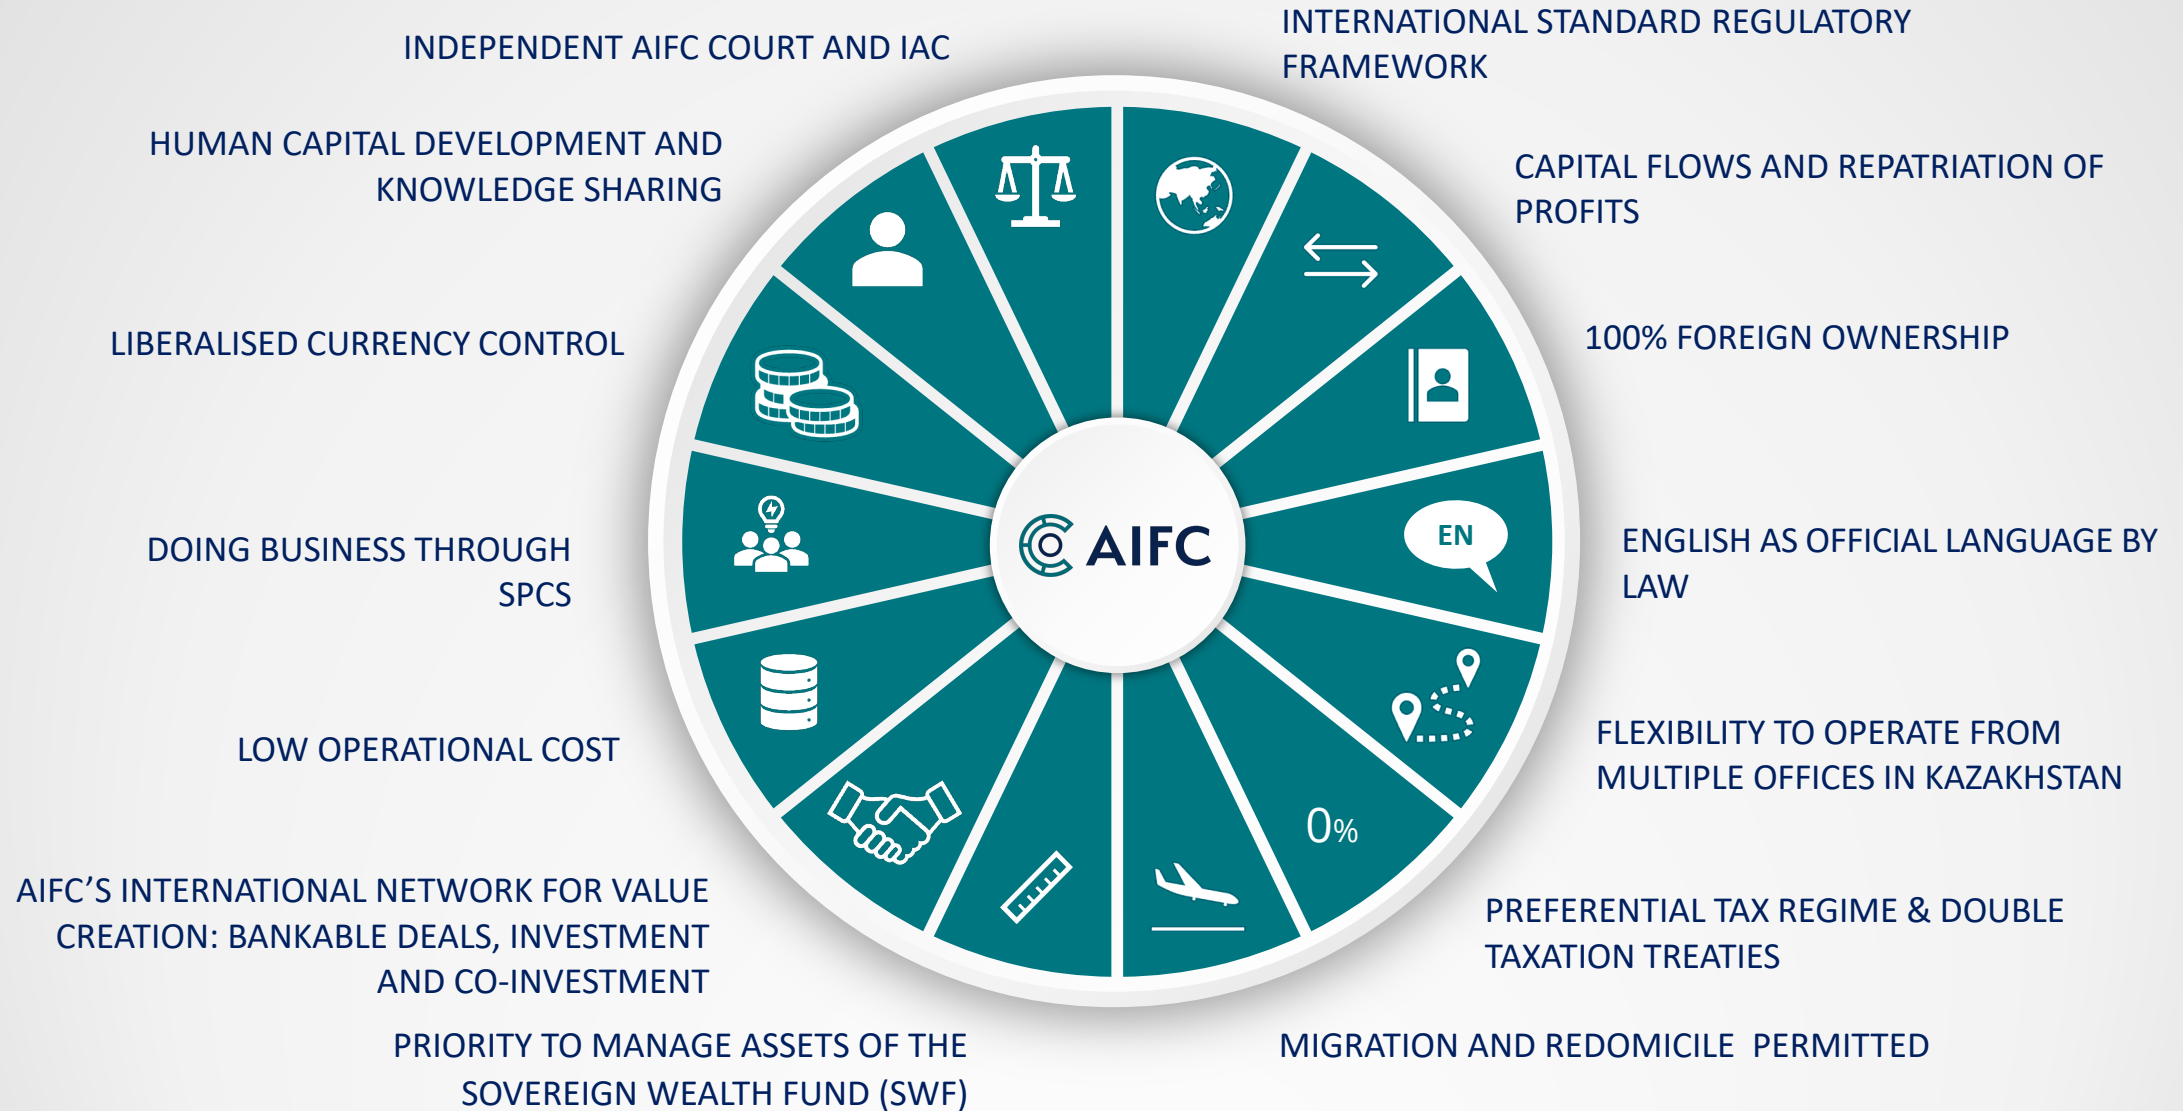 INDEPENDENT AIFC COURT AND IAC
INTERNATIONAL STANDARD REGULATORY
FRAMEWORK
HUMAN CAPITAL DEVELOPMENT AND
KNOWLEDGE SHARING
CAPITAL FLOWS AND REPATRIATION OF
PROFITS
LIBERALISED CURRENCY CONTROL
100% FOREIGN OWNERSHIP
DOING BUSINESS THROUGH
SPCS
AIFC
EN
ENGLISH AS OFFICIAL LANGUAGE BY
LAW
LOW OPERATIONAL COST
FLEXIBILITY TO OPERATE FROM
MULTIPLE OFFICES IN KAZAKHSTAN
0%
AIFC’S INTERNATIONAL NETWORK FOR VALUE
CREATION: BANKABLE DEALS, INVESTMENT
AND CO-INVESTMENT
PREFERENTIAL TAX REGIME & DOUBLE
TAXATION TREATIES
PRIORITY TO MANAGE ASSETS OF THE
SOVEREIGN WEALTH FUND (SWF)
MIGRATION AND REDOMICILE  PERMITTED